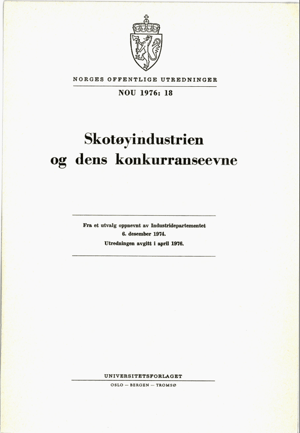 NORGES OFFENTLIGE UTREDNINGER
NOU 1976: 18
Skotøyindustrien
og dens konkurranseevne
Fra et utvalg oppnevnt av Industridepartementet
6. desember 1974.
Utredningen avgitt i april 1976.
UNIVERSITETSFORLAGET
OSLO – BERGEN – TROMSØ